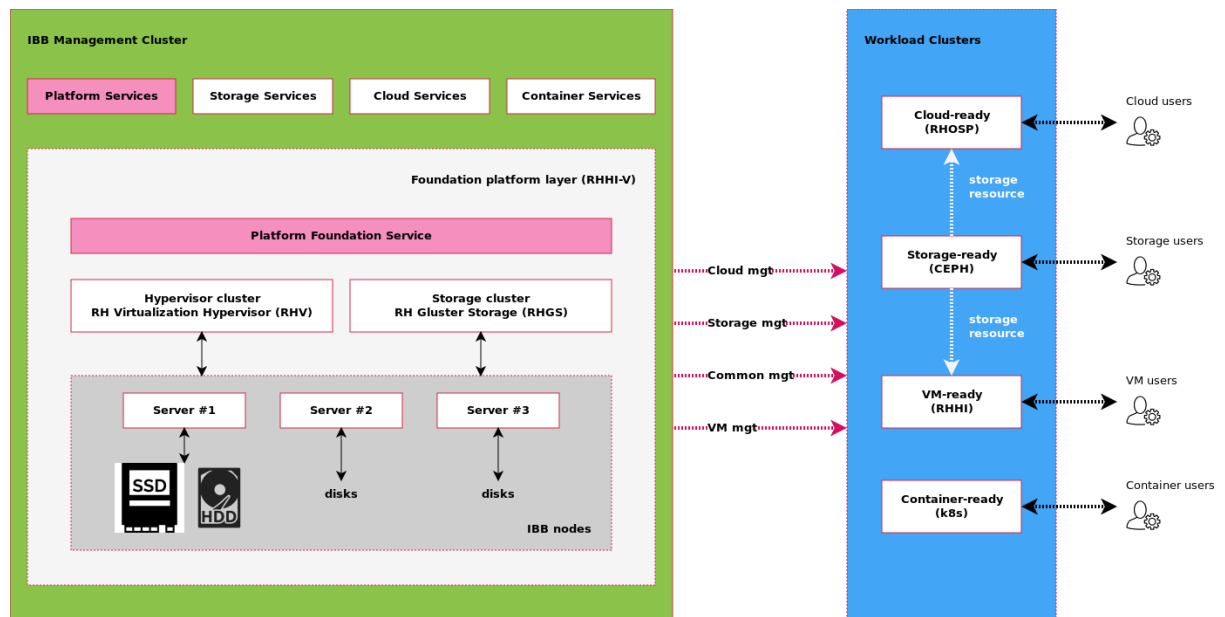 IBB Management Cluster
Platform Services
Storage Services
Cloud Services
Container Services
Foundation platform layer (RHHI-V)
Platform Foundation Service
Hypervisor cluster
RH Virtualization Hypervisor (RHV)
Storage cluster
RH Gluster Storage (RHGS)
Server #1
Server #2
Server #3
SSD
HDD
disks
disks
IBB nodes
Cloud mgt
Storage mgt
Common mgt
VM mgt
Workload Clusters
Cloud-ready
(RHOSP)
storage
resource
Storage-ready
(CEPH)
storage
resource
VM-ready
(RHHI)
Container-ready
(k8s)
Cloud users
Storage users
VM users
Container users